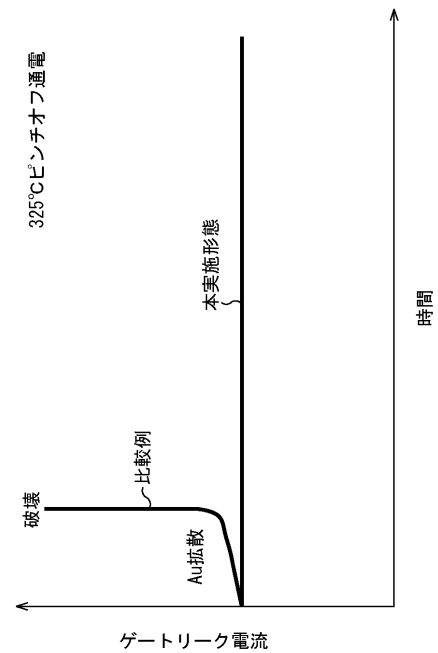 325℃ピンチオフ通電
破壊
比較例
Au拡散
本実施形態
ゲートリーク電流
時間